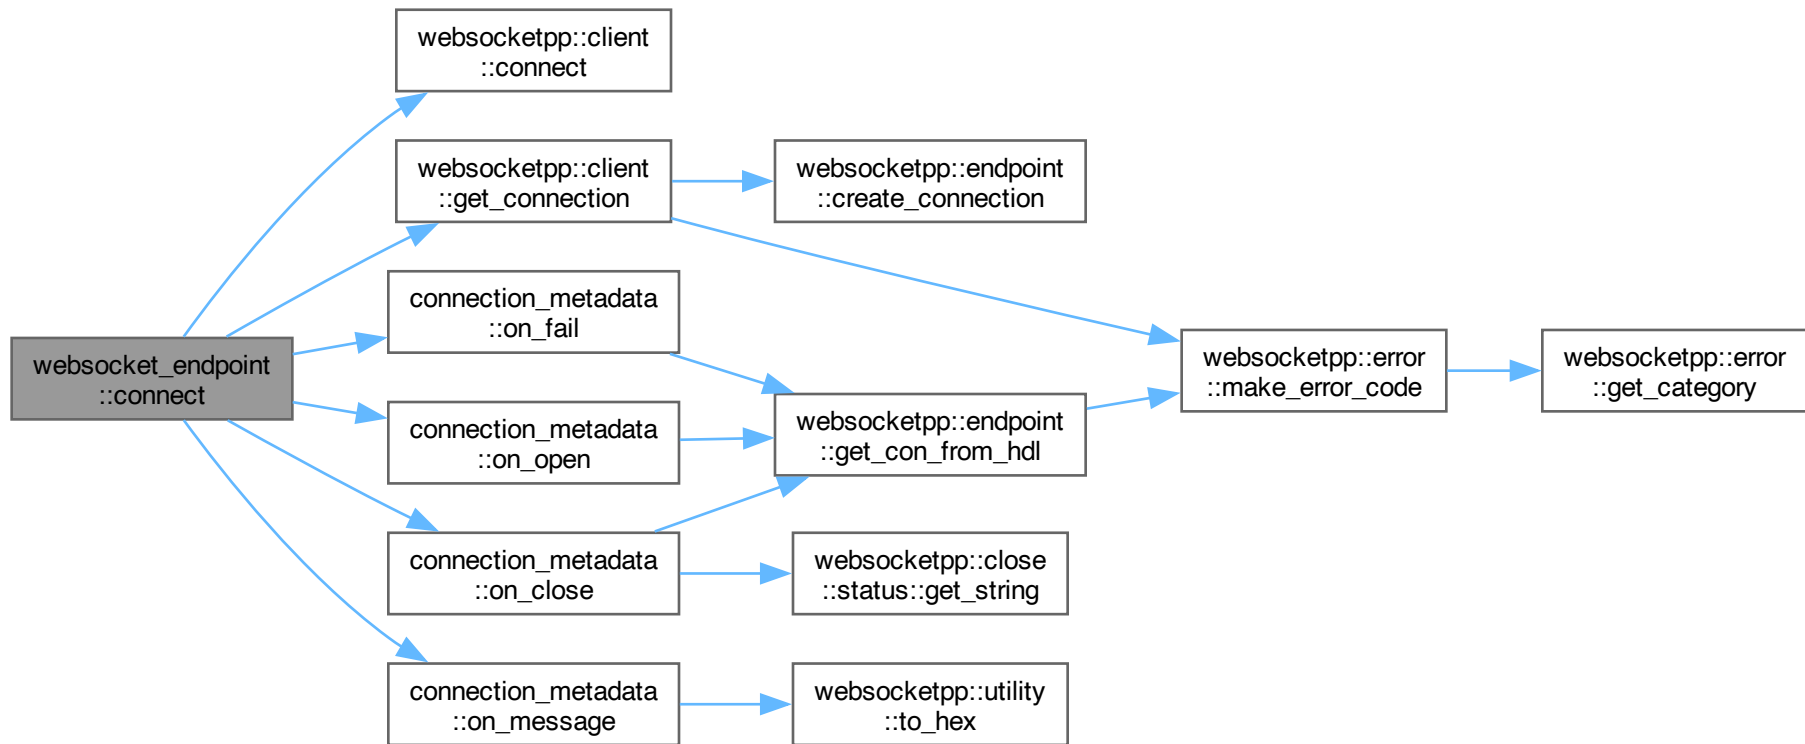 websocketpp::client
::connect
websocketpp::client
::get_connection
websocketpp::endpoint
::create_connection
connection_metadata
::on_fail
websocket_endpoint
::connect
websocketpp::error
::make_error_code
websocketpp::error
::get_category
connection_metadata
::on_open
websocketpp::endpoint
::get_con_from_hdl
connection_metadata
::on_close
websocketpp::close
::status::get_string
connection_metadata
::on_message
websocketpp::utility
::to_hex